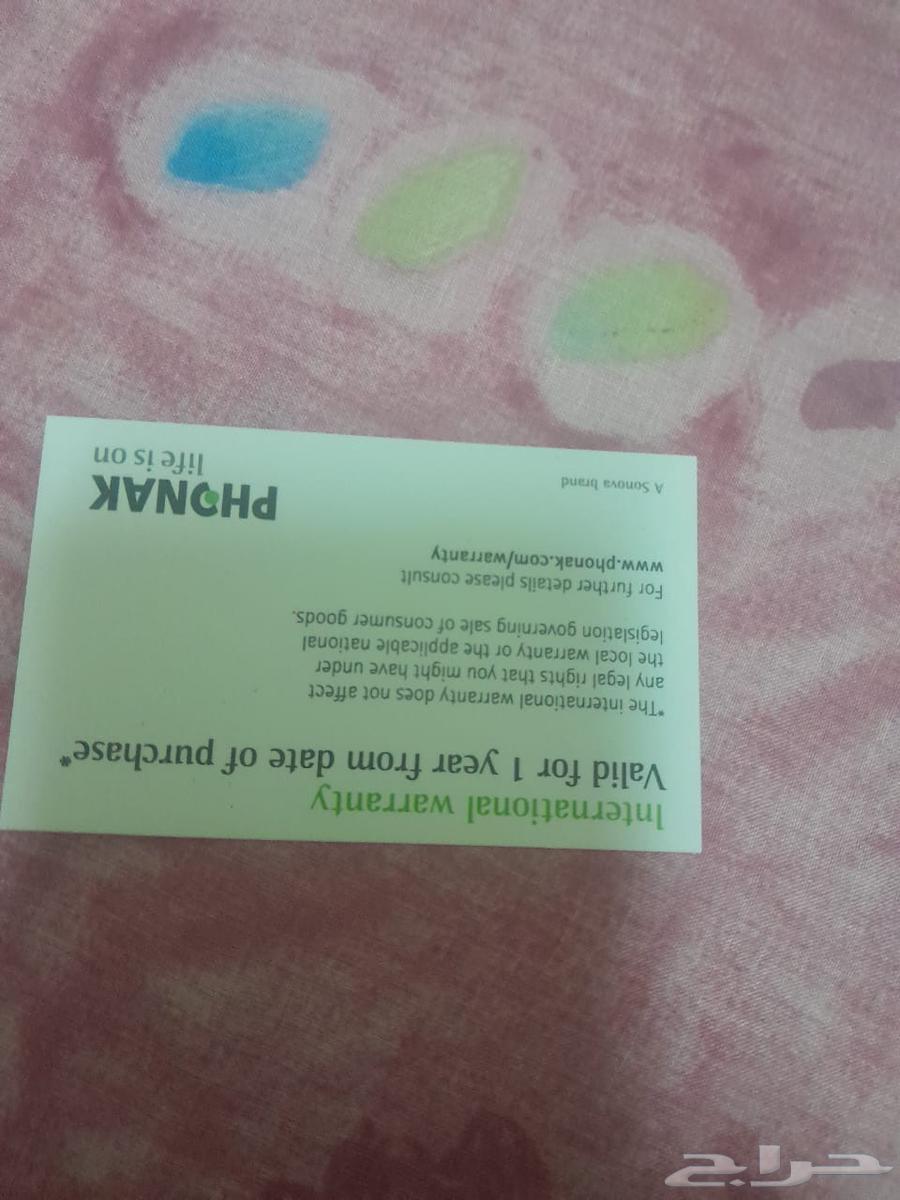 International warranty
Valid for 1 year from date of purchase*
*The international warranty does not affect
any legal rights that you might have under
the local warranty or the applicable national
legislation governing sale of consumer goods.
For further details please consult
www.phonak.com/warranty
A Sonova brand
PHONAK
life is on
حراج